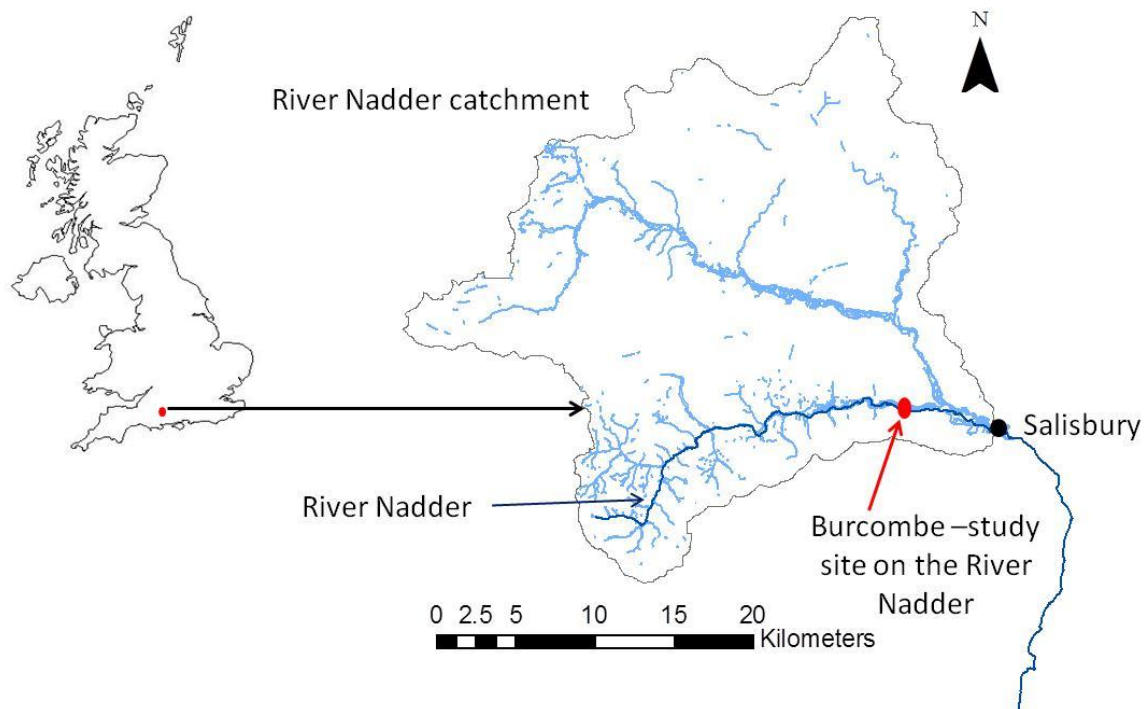 N
River Nadder catchment
Salisbury
River Nadder
Burcombe –study
site on the River
Nadder
0 2.5 5 10 15 20
Kilometers